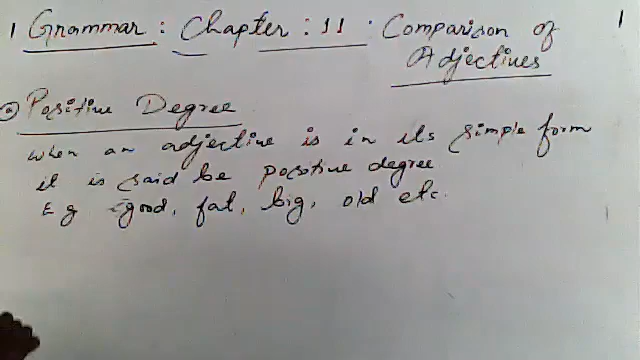 1 Grammar : Chapter : 11 . Comparison of 1
Adjectives
a) Positive Degree
when an adjective is in its simple form
it is said be positive degree
E g good, fat, big, old etc.